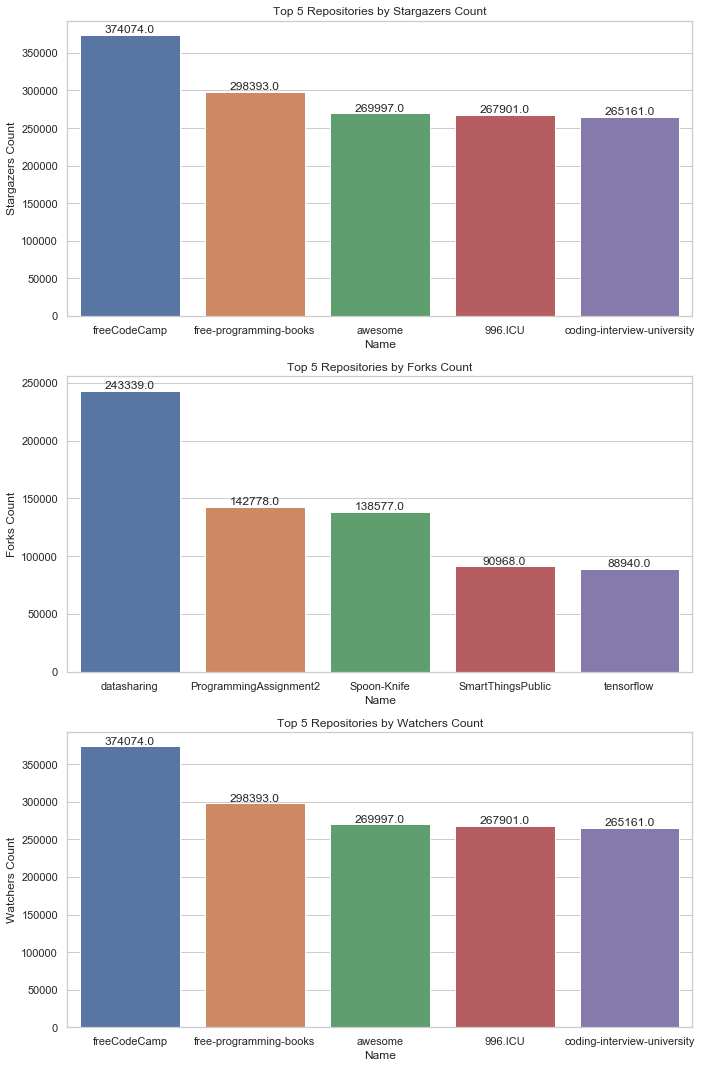 Top 5 Repositories by Stargazers Count
374074.0
298393.0
269997.0
267901.0
265161.0
350000
300000
250000
200000
150000
100000
50000
0
Stargazers Count
freeCodeCamp
free-programming-books
awesome
996.ICU
coding-interview-university
Name
Top 5 Repositories by Forks Count
243339.0
142778.0
138577.0
90968.0
88940.0
250000
200000
150000
100000
50000
0
Forks Count
datasharing
ProgrammingAssignment2
Spoon-Knife
SmartThingsPublic
tensorflow
Name
Top 5 Repositories by Watchers Count
374074.0
298393.0
269997.0
267901.0
265161.0
350000
300000
250000
200000
150000
100000
50000
0
Watchers Count
freeCodeCamp
free-programming-books
awesome
996.ICU
coding-interview-university
Name